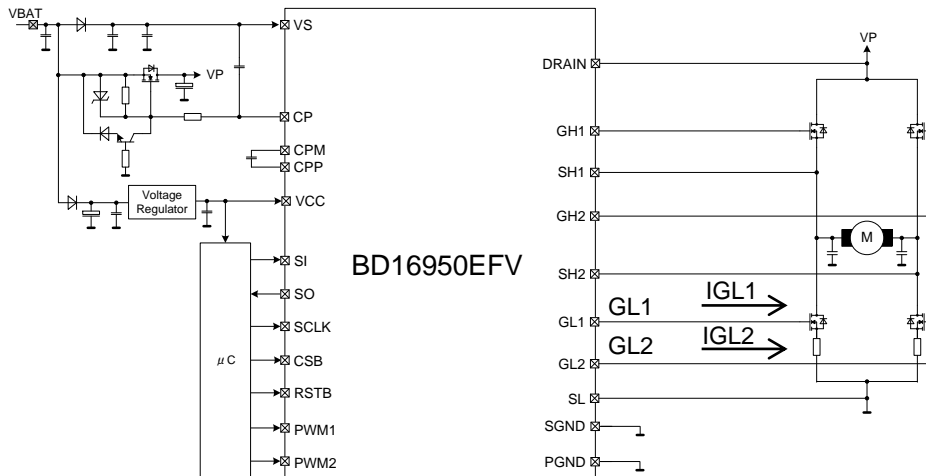 VBAT
VS
VP
CP
CPM
CPP
Voltage
Regulator
VCC
SI
SO
SCLK
μC
CSB
RSTB
PWM1
PWM2
BD16950EFV
VP
DRAIN
GH1
SH1
GH2
M
SH2
GL1
GL1
IGL1
GL2
GL2
IGL2
SL
SGND
PGND